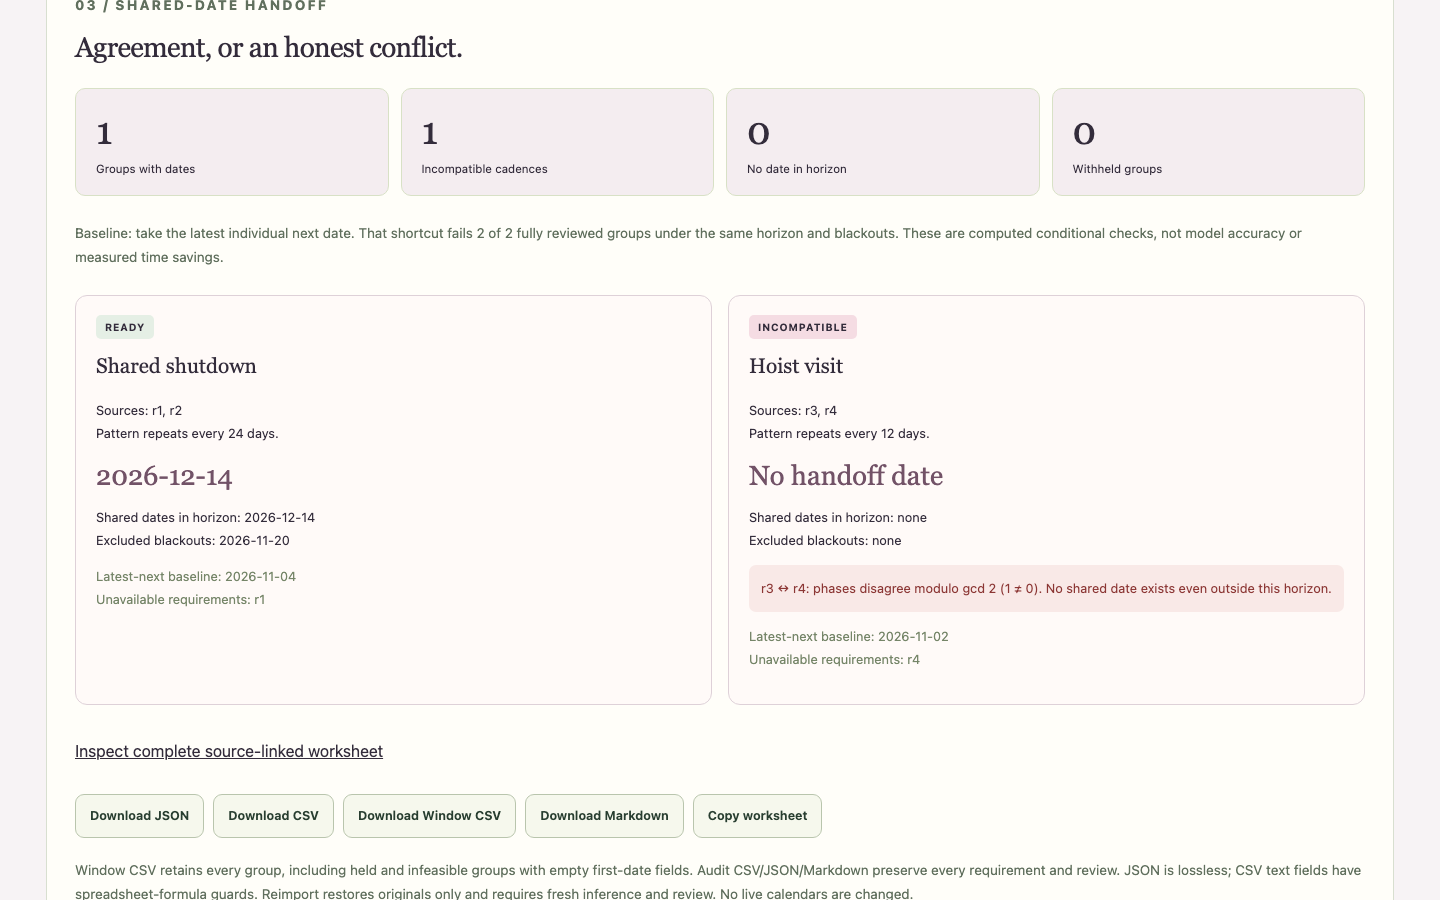 03 / SHARED-DATE HANDOFF
Agreement, or an honest conflict.
1
Groups with dates
1
Incompatible cadences
0
No date in horizon
0
Withheld groups
Baseline: take the latest individual next date. That shortcut fails 2 of 2 fully reviewed groups under the same horizon and blackouts. These are computed conditional checks, not model accuracy or
measured time savings.
READY
Shared shutdown
Sources: r1, r2
Pattern repeats every 24 days.
2026-12-14
Shared dates in horizon: 2026-12-14
Excluded blackouts: 2026-11-20
Latest-next baseline: 2026-11-04
Unavailable requirements: r1
INCOMPATIBLE
Hoist visit
Sources: r3, r4
Pattern repeats every 12 days.
No handoff date
Shared dates in horizon: none
Excluded blackouts: none
r3 ↔ r4: phases disagree modulo gcd 2 (1 ≠ 0). No shared date exists even outside this horizon.
Latest-next baseline: 2026-11-02
Unavailable requirements: r4
Inspect complete source-linked worksheet
Download JSON
Download CSV
Download Window CSV
Download Markdown
Copy worksheet
Window CSV retains every group, including held and infeasible groups with empty first-date fields. Audit CSV/JSON/Markdown preserve every requirement and review. JSON is lossless; CSV text fields have
spreadsheet-formula guards. Reimport restores originals only and requires fresh inference and review. No live calendars are changed.